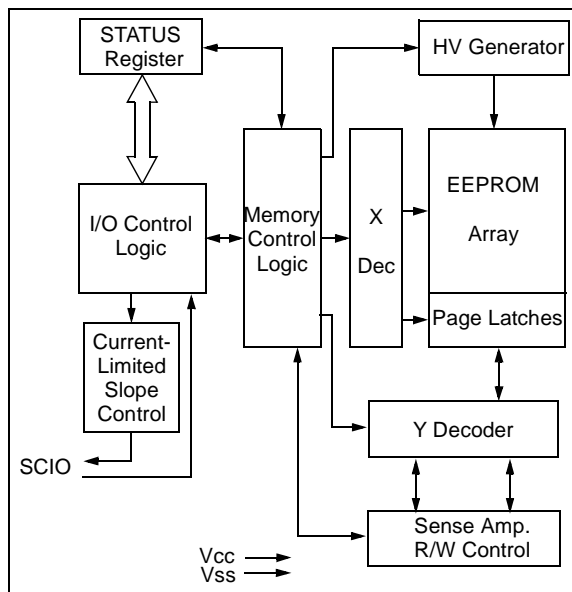 STATUS
Register
HV Generator
I/O Control
Logic
Memory
Control
Logic
X
Dec
EEPROM
Array
Page Latches
Current-
Limited
Slope
Control
Y Decoder
SCIO
Sense Amp.
R/W Control
Vcc
Vss